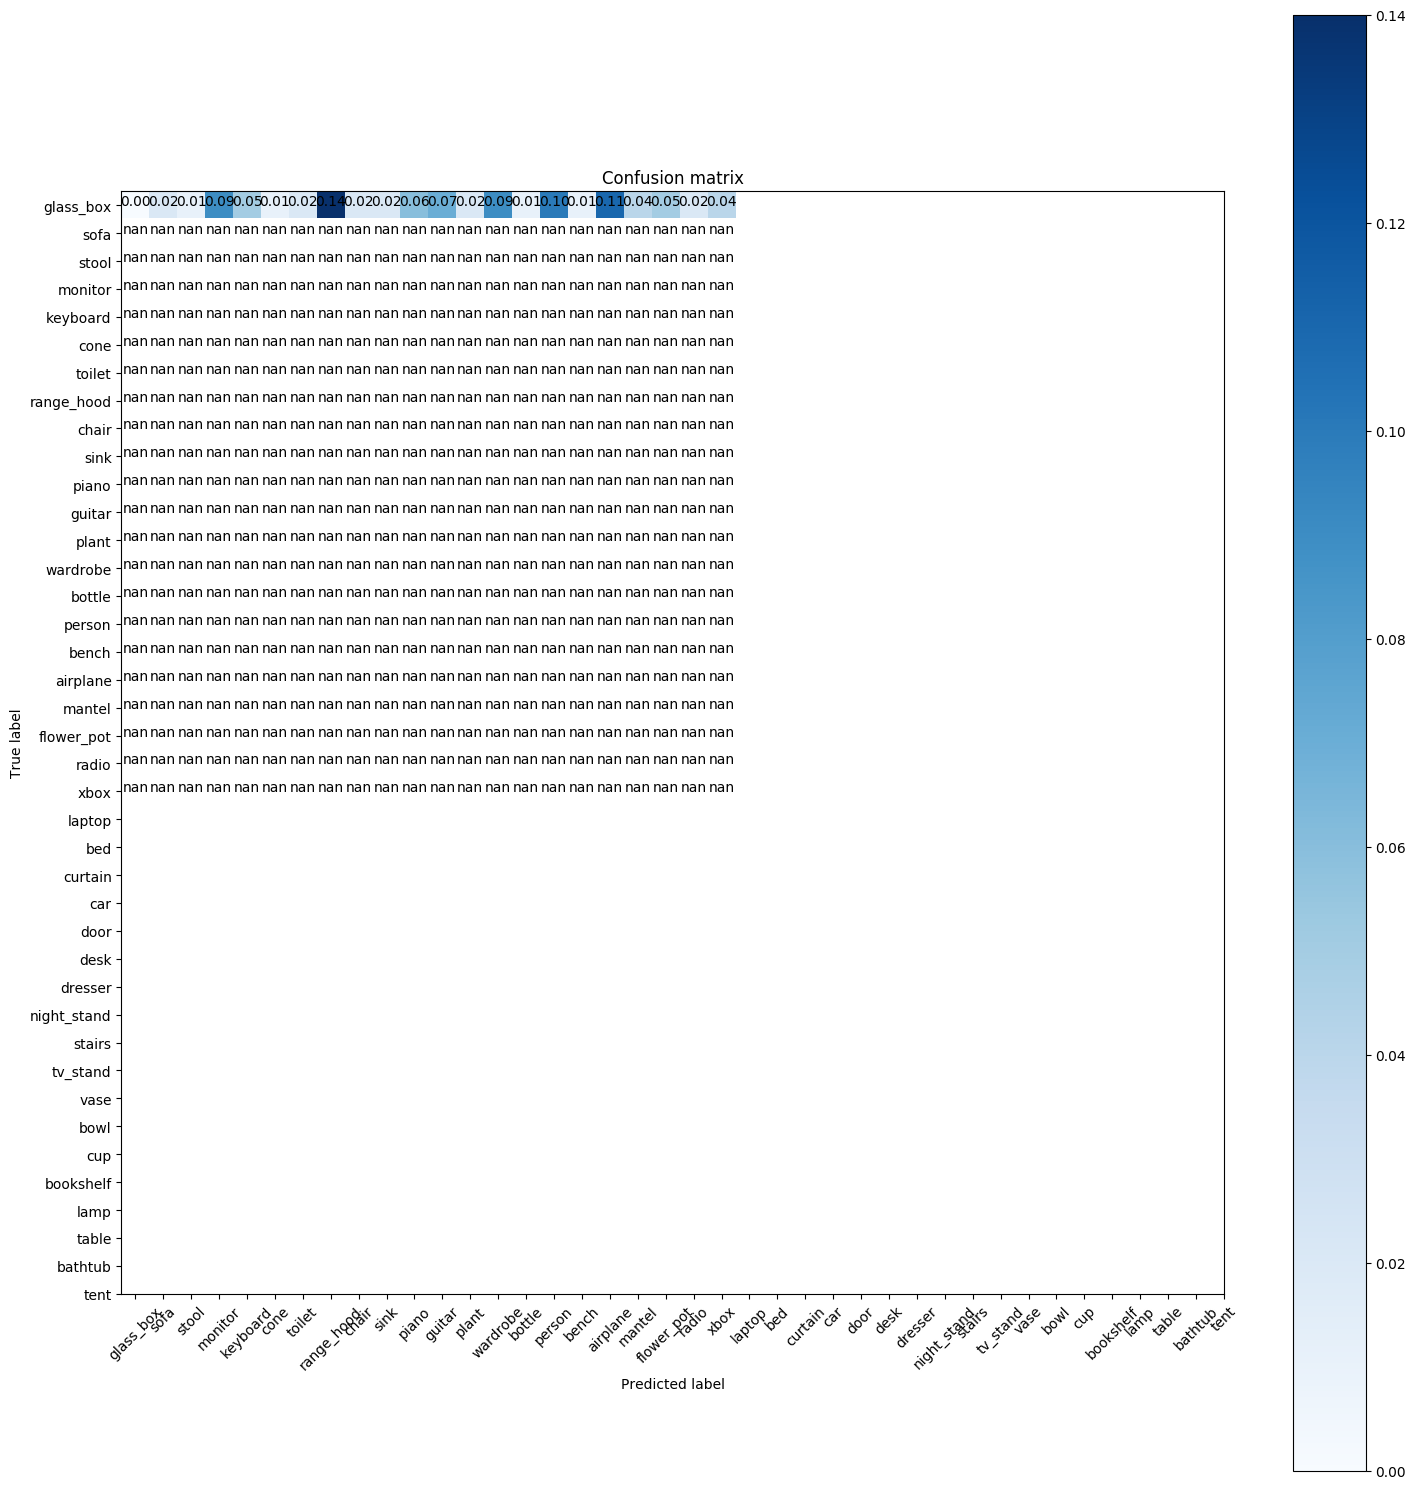 Confusion matrix
glass_box 0.00 0.02 0.01 0.09 0.05 0.01 0.02 0.14 0.02 0.02 0.06 0.07 0.02 0.09 0.01 0.10 0.01 0.11 0.04 0.05 0.02 0.04
sofa nan nan nan nan nan nan nan nan nan nan nan nan nan nan nan nan nan nan nan nan nan nan
stool nan nan nan nan nan nan nan nan nan nan nan nan nan nan nan nan nan nan nan nan nan nan
monitor nan nan nan nan nan nan nan nan nan nan nan nan nan nan nan nan nan nan nan nan nan nan
keyboard nan nan nan nan nan nan nan nan nan nan nan nan nan nan nan nan nan nan nan nan nan nan
cone nan nan nan nan nan nan nan nan nan nan nan nan nan nan nan nan nan nan nan nan nan nan
toilet nan nan nan nan nan nan nan nan nan nan nan nan nan nan nan nan nan nan nan nan nan nan
range_hood nan nan nan nan nan nan nan nan nan nan nan nan nan nan nan nan nan nan nan nan nan nan
chair nan nan nan nan nan nan nan nan nan nan nan nan nan nan nan nan nan nan nan nan nan nan
sink nan nan nan nan nan nan nan nan nan nan nan nan nan nan nan nan nan nan nan nan nan nan
piano nan nan nan nan nan nan nan nan nan nan nan nan nan nan nan nan nan nan nan nan nan nan
guitar nan nan nan nan nan nan nan nan nan nan nan nan nan nan nan nan nan nan nan nan nan nan
plant nan nan nan nan nan nan nan nan nan nan nan nan nan nan nan nan nan nan nan nan nan nan
wardrobe nan nan nan nan nan nan nan nan nan nan nan nan nan nan nan nan nan nan nan nan nan nan
bottle nan nan nan nan nan nan nan nan nan nan nan nan nan nan nan nan nan nan nan nan nan nan
person nan nan nan nan nan nan nan nan nan nan nan nan nan nan nan nan nan nan nan nan nan nan
bench nan nan nan nan nan nan nan nan nan nan nan nan nan nan nan nan nan nan nan nan nan nan
airplane nan nan nan nan nan nan nan nan nan nan nan nan nan nan nan nan nan nan nan nan nan nan
mantel nan nan nan nan nan nan nan nan nan nan nan nan nan nan nan nan nan nan nan nan nan nan
flower_pot nan nan nan nan nan nan nan nan nan nan nan nan nan nan nan nan nan nan nan nan nan nan
radio nan nan nan nan nan nan nan nan nan nan nan nan nan nan nan nan nan nan nan nan nan nan
xbox nan nan nan nan nan nan nan nan nan nan nan nan nan nan nan nan nan nan nan nan nan nan
laptop
bed
curtain
car
door
desk
dresser
night_stand
stairs
tv_stand
vase
bowl
cup
bookshelf
lamp
table
bathtub
tent
True label
glass_box sofa stool monitor keyboard cone toilet range_hood chair sink piano guitar plant wardrobe bottle person bench airplane mantel flower_pot radio xbox laptop bed curtain car door desk dresser night_stand stairs tv_stand vase bowl cup bookshelf lamp table bathtub tent
Predicted label
0.14
0.12
0.10
0.08
0.06
0.04
0.02
0.00